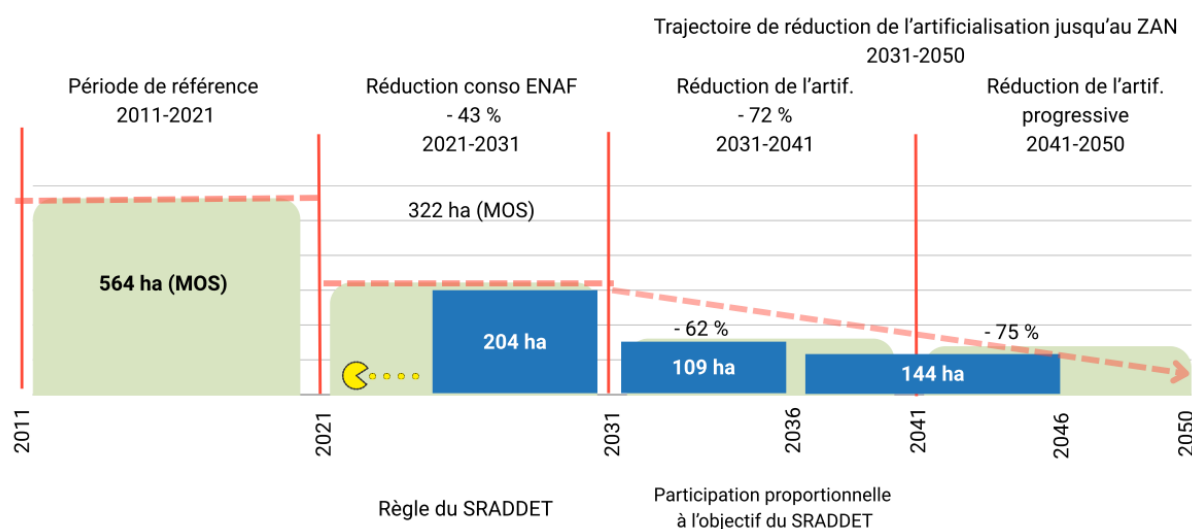 Trajectoire de réduction de l'artificialisation jusqu'au ZAN
2031-2050
Période de référence
2011-2021
Réduction conso ENAF
- 43 %
2021-2031
Réduction de l'artif.
- 72 %
2031-2041
Réduction de l'artif.
progressive
2041-2050
322 ha (MOS)
564 ha (MOS)
204 ha
- 62 %
109 ha
- 75 %
144 ha
2011
2021
2031
2036
2041
2046
2050
Règle du SRADDET
Participation proportionnelle
à l'objectif du SRADDET